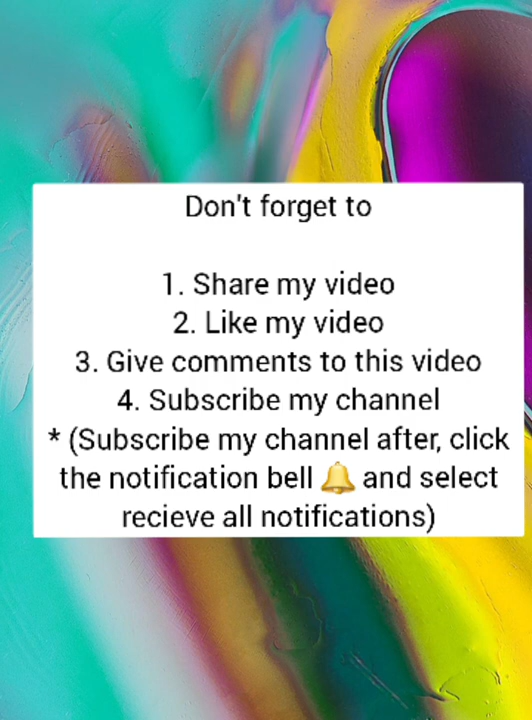 Don't forget to
1. Share my video
2. Like my video
3. Give comments to this video
4. Subscribe my channel
* (Subscribe my channel after, click
the notification bell 🔔 and select
recieve all notifications)